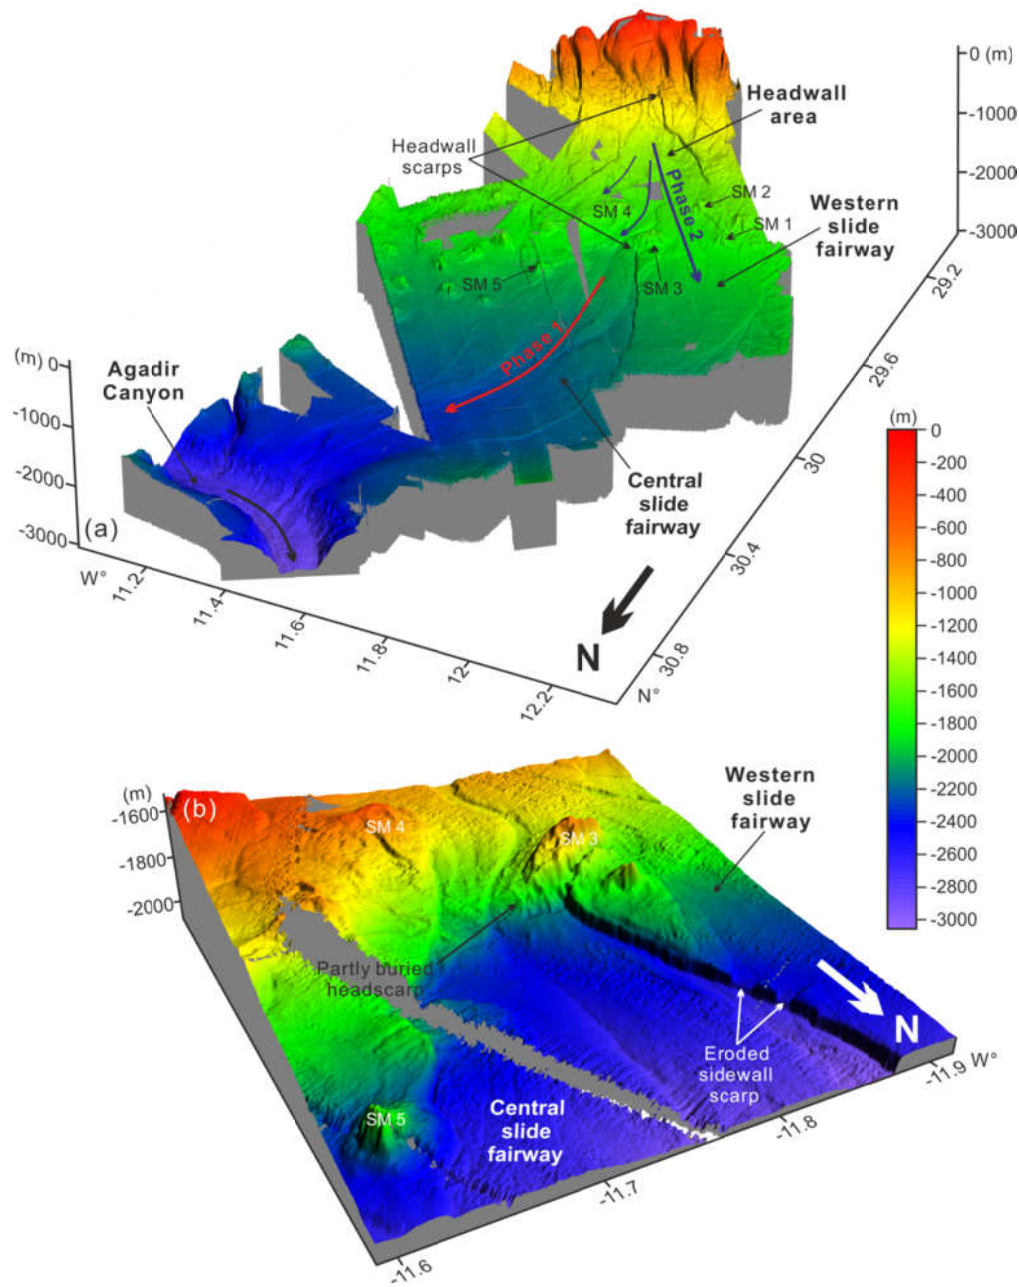 0 (m)
-1000
-2000
-3000
Headwall
area
Headwall
scarps
SM 2
SM 1
SM 4
Phase 2
Western
slide
fairway
SM 5
SM 3
Phase 1
29.2
29.6
30
30.4
30.8
N°
(m) 0
-1000
-2000
-3000
Agadir
Canyon
(a)
W°
11.2
11.4
11.6
11.8
12
12.2
Central
slide
fairway
N
(m)
0
-200
-400
-600
-800
-1000
-1200
-1400
-1600
-1800
-2000
-2200
-2400
-2600
-2800
-3000
(b)
(m)
-1600
-1800
-2000
SM 4
SM 3
Western
slide
fairway
Partly buried
headscarp
N
Eroded
sidewall
scarp
SM 5
Central
slide
fairway
-11.9
W°
-11.8
-11.7
-11.6